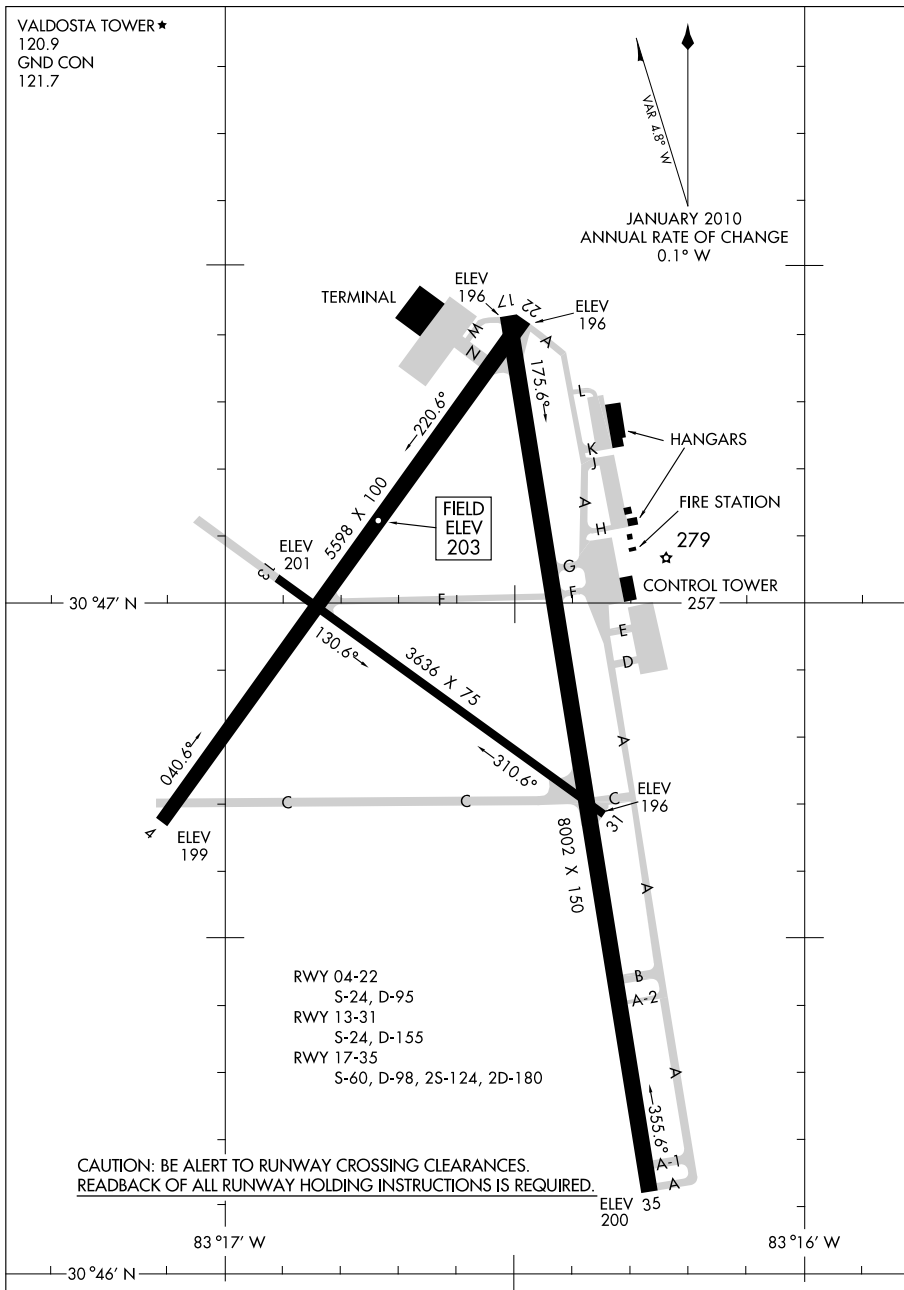 VALDOSTA TOWER★
120.9
GND CON
121.7
VAR 4.8° W
JANUARY 2010
ANNUAL RATE OF CHANGE
0.1° W
TERMINAL
ELEV
196
17
22
ELEV
196
A
W
N
L
175.6°
220.6°
HANGARS
K
J
A
H
FIRE STATION
5598 X 100
FIELD
ELEV
203
279
ELEV
201
13
G
F
F
CONTROL TOWER
257
30°47' N
E
D
130.6°
3636 X 75
A
040.6°
310.6°
C
C
C
ELEV
196
31
4
ELEV
199
8002 X 150
A
B
A-2
RWY 04-22
S-24, D-95
RWY 13-31
S-24, D-155
RWY 17-35
S-60, D-98, 2S-124, 2D-180
A
355.6°
A-1
A
CAUTION: BE ALERT TO RUNWAY CROSSING CLEARANCES.
READBACK OF ALL RUNWAY HOLDING INSTRUCTIONS IS REQUIRED.
ELEV
200
35
83°17' W
83°16' W
30°46' N